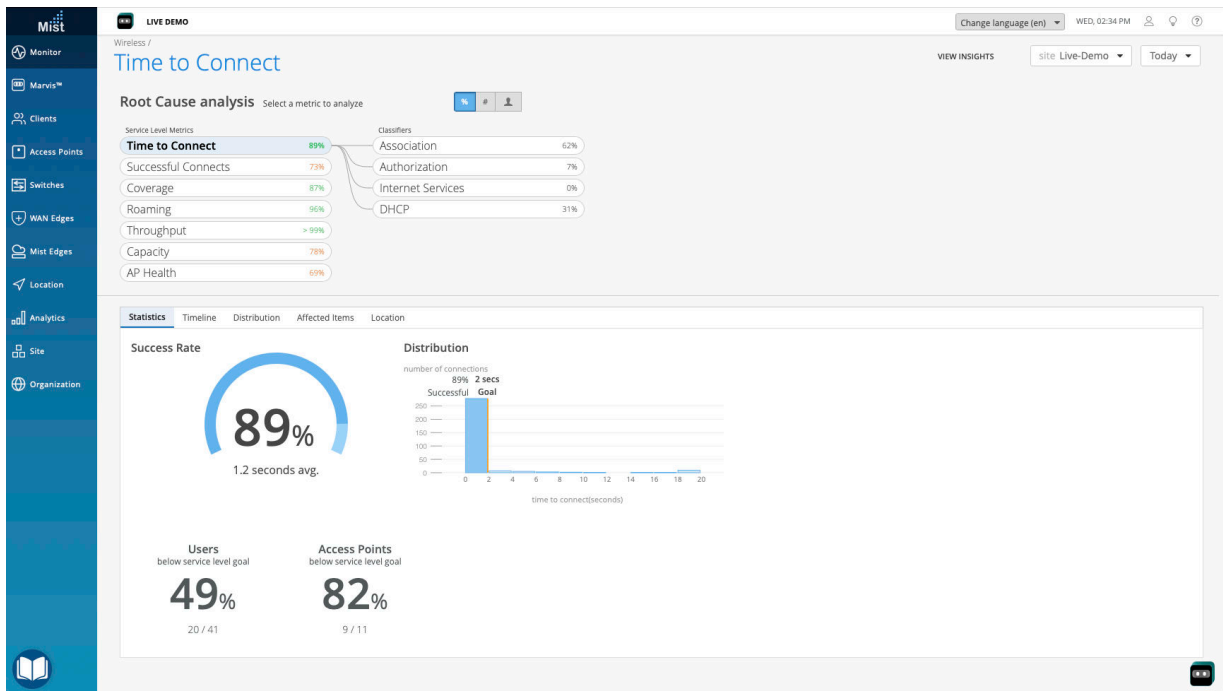 Mist
LIVE DEMO
Change language (en)
WED, 02:34 PM
Monitor
Marvis™
Clients
Access Points
Switches
WAN Edges
Mist Edges
Location
Analytics
Site
Organization
Wireless /
Time to Connect
VIEW INSIGHTS
site Live-Demo
Today
Root Cause analysis Select a metric to analyze
% #
Service Level Metrics
Time to Connect 89%
Successful Connects 73%
Coverage 87%
Roaming 96%
Throughput > 99%
Capacity 78%
AP Health 69%
Classifiers
Association 62%
Authorization 7%
Internet Services 0%
DHCP 31%
Statistics Timeline Distribution Affected Items Location
Success Rate
89%
1.2 seconds avg.
Distribution
number of connections
89% 2 secs
Successful Goal
250
200
150
100
50
0
0 2 4 6 8 10 12 14 16 18 20
time to connect(seconds)
Users
below service level goal
49%
20 / 41
Access Points
below service level goal
82%
9 / 11